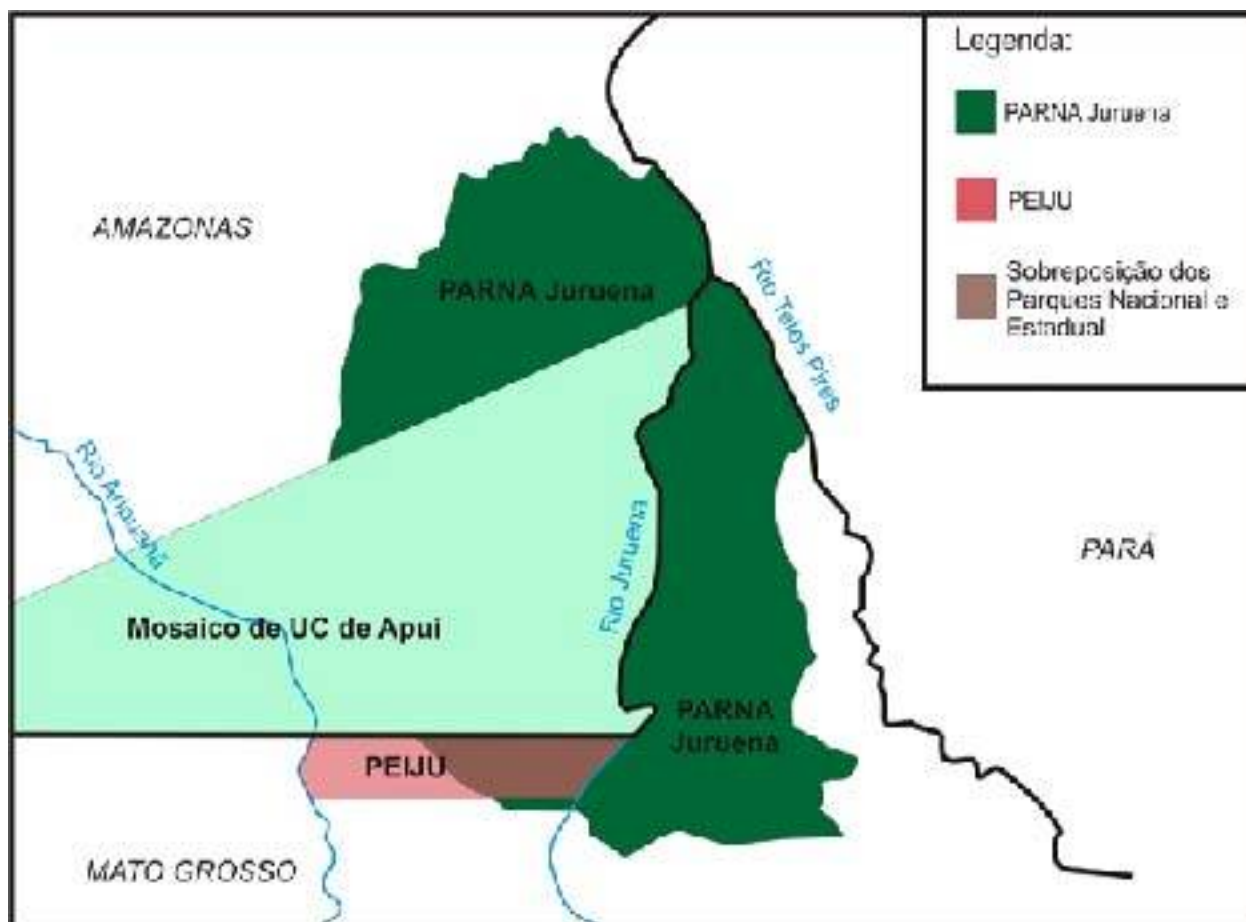 Legenda:
PARNA Juruena
PEIJU
Sobreposição dos
Parques Nacional e
Estadual
AMAZONAS
PARNA Juruena
Rio Teles Pires
Rio Aripuanã
Rio Juruena
PARÁ
Mosaico de UC de Apui
PARNA
Juruena
PEIJU
MATO GROSSO